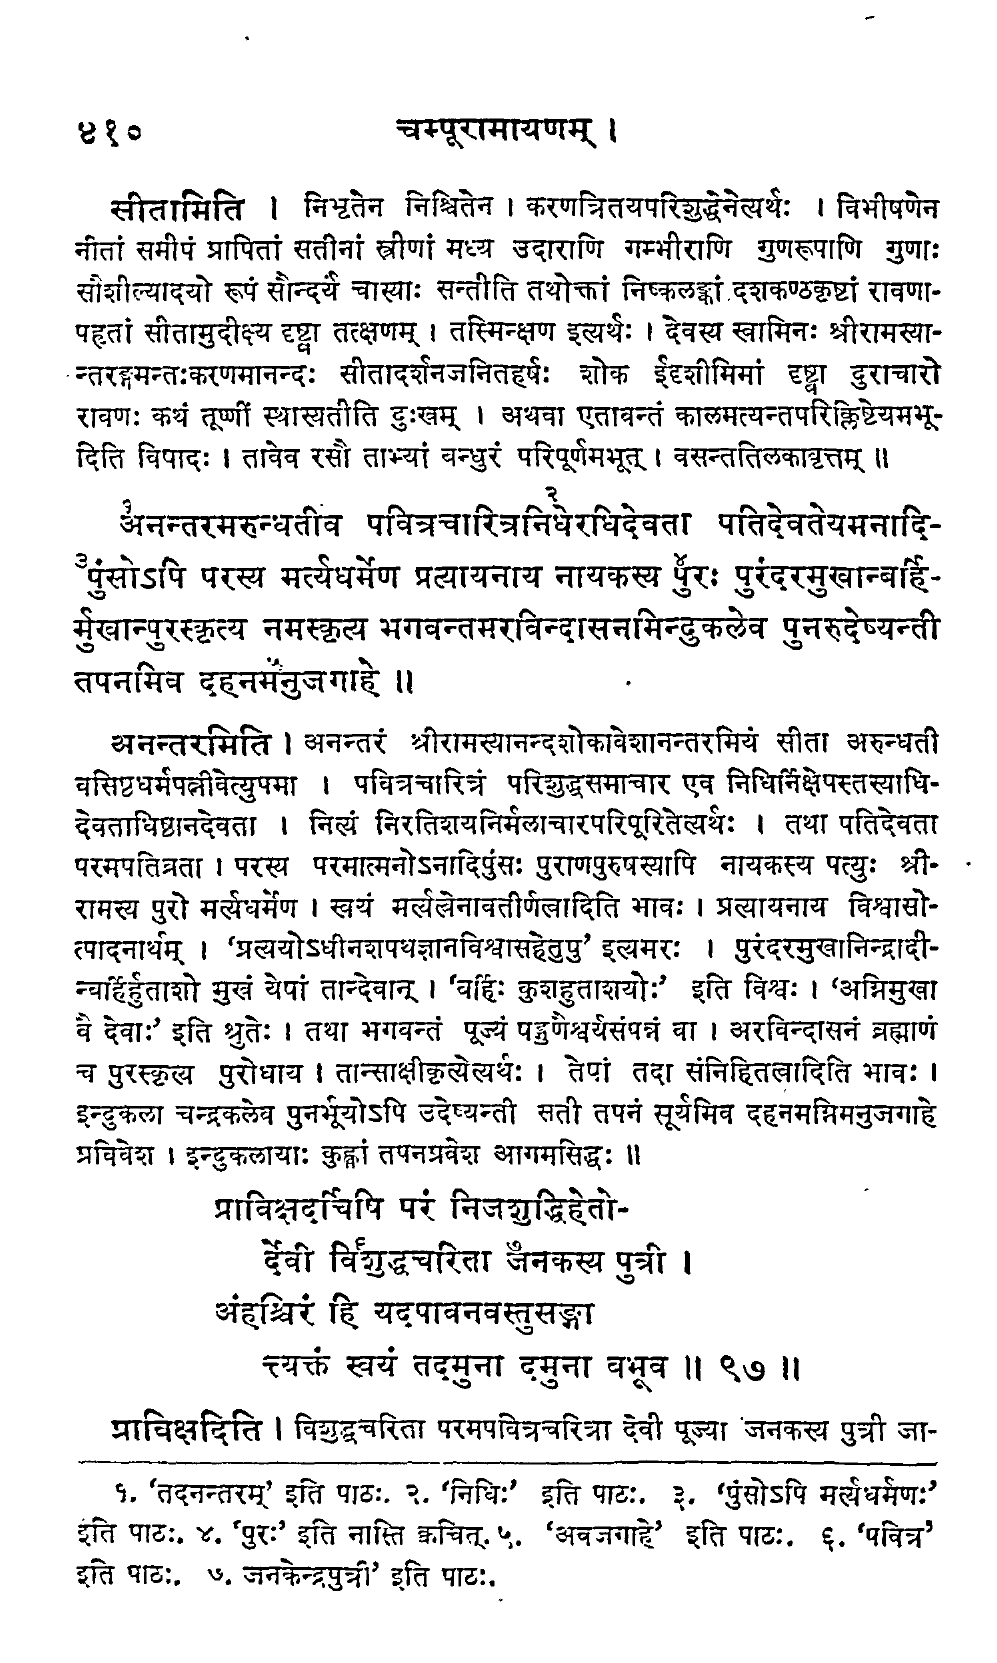 ४१०
चम्पूरामायणम् ।
सीतामिति । निभृतेन निश्चितेन । करणत्रितयपरिशुद्धेनेत्यर्थः । विभीषणेन
नीतां समीपं प्रापितां सतीनां स्त्रीणां मध्य उदाराणि गम्भीराणि गुणरूपाणि गुणाः
सौशील्यादयो रूपं सौन्दर्यं चास्याः सन्तीति तथोक्तां निष्कलङ्कां दशकण्ठकृष्टां रावणा-
पहृतां सीतामुदीक्ष्य दृष्ट्वा तत्क्षणम् । तस्मिन्क्षण इत्यर्थः । देवस्य स्वामिनः श्रीरामस्या-
न्तरङ्गमन्तःकरणमानन्दः सीतादर्शनजनितहर्षः शोक ईदृशीमिमां दृष्ट्वा दुराचारो
रावणः कथं तूष्णीं स्थास्यतीति दुःखम् । अथवा एतावन्तं कालमत्यन्तपरिक्लिष्टेयमभू-
दिति विषादः । तावेव रसौ ताभ्यां बन्धुरं परिपूर्णमभूत् । वसन्ततिलकावृत्तम् ॥
१अनन्तरमरुन्धतीव पवित्रचारित्रनिधे२रधिदेवता पतिदेवतेयमनादि-
३पुंसोऽपि परस्य मर्त्यधर्मेण प्रत्यायनाय नायकस्य ४पुरः पुरंदरमुखान्बर्हि-
र्मुखान्पुरस्कृत्य नमस्कृत्य भगवन्तमरविन्दासनमिन्दुकलेव पुनरुदेष्यन्ती
तपनमिव दहनम५नुजगाहे ॥
अनन्तरमिति । अनन्तरं श्रीरामस्यानन्दशोकावेशानन्तरमियं सीता अरुन्धती
वसिष्ठधर्मपत्नीवेत्युपमा । पवित्रचारित्रं परिशुद्धसमाचार एव निधिर्निक्षेपस्तस्याधि-
देवताधिष्ठानदेवता । नित्यं निरतिशयनिर्मलाचारपरिपूरितेत्यर्थः । तथा पतिदेवता
परमपतिव्रता । परस्य परमात्मनोऽनादिपुंसः पुराणपुरुषस्यापि नायकस्य पत्युः श्री-
रामस्य पुरो मर्त्यधर्मेण । स्वयं मर्त्यत्वेनावतीर्णत्वादिति भावः । प्रत्यायनाय विश्वासो-
त्पादनार्थम् । ‘प्रत्ययोऽधीनशपथज्ञानविश्वासहेतुषु’ इत्यमरः । पुरंदरमुखानिन्द्रादी-
न्बर्हिर्हुताशो मुखं येषां तान्देवान् । ‘बर्हिः कुशहुताशयोः’ इति विश्वः । ‘अग्निमुखा
वै देवाः’ इति श्रुतेः । तथा भगवन्तं पूज्यं षड्गुणैश्वर्यसंपन्नं वा । अरविन्दासनं ब्रह्माणं
च पुरस्कृत्य पुरोधाय । तान्साक्षीकृत्येत्यर्थः । तेषां तदा संनिहितत्वादिति भावः ।
इन्दुकला चन्द्रकलेव पुनर्भूयोऽपि उदेष्यन्ती सती तपनं सूर्यमिव दहनमग्निमनुजगाहे
प्रविवेश । इन्दुकलायाः कुह्वां तपनप्रवेश आगमसिद्धः ॥
प्राविक्षदर्चिषि परं निजशुद्धिहेतो-
र्देवी वि६शुद्धचरिता ७जनकस्य पुत्री ।
अंहश्चिरं हि यदपावनवस्तुसङ्गा
त्त्यक्तं स्वयं तदमुना दमुना बभूव ॥ ९७ ॥
प्राविक्षदिति । विशुद्धचरिता परमपवित्रचरित्रा देवी पूज्या जनकस्य पुत्री जा-
१. ‘तदनन्तरम्’ इति पाठः. २. ‘निधिः’ इति पाठः. ३. ‘पुंसोऽपि मर्त्यधर्मणः’
इति पाठः. ४. ‘पुरः’ इति नास्ति क्वचित्. ५. ‘अवजगाहे’ इति पाठः. ६. ‘पवित्र’
इति पाठः. ७. जनकेन्द्रपुत्री’ इति पाठः.